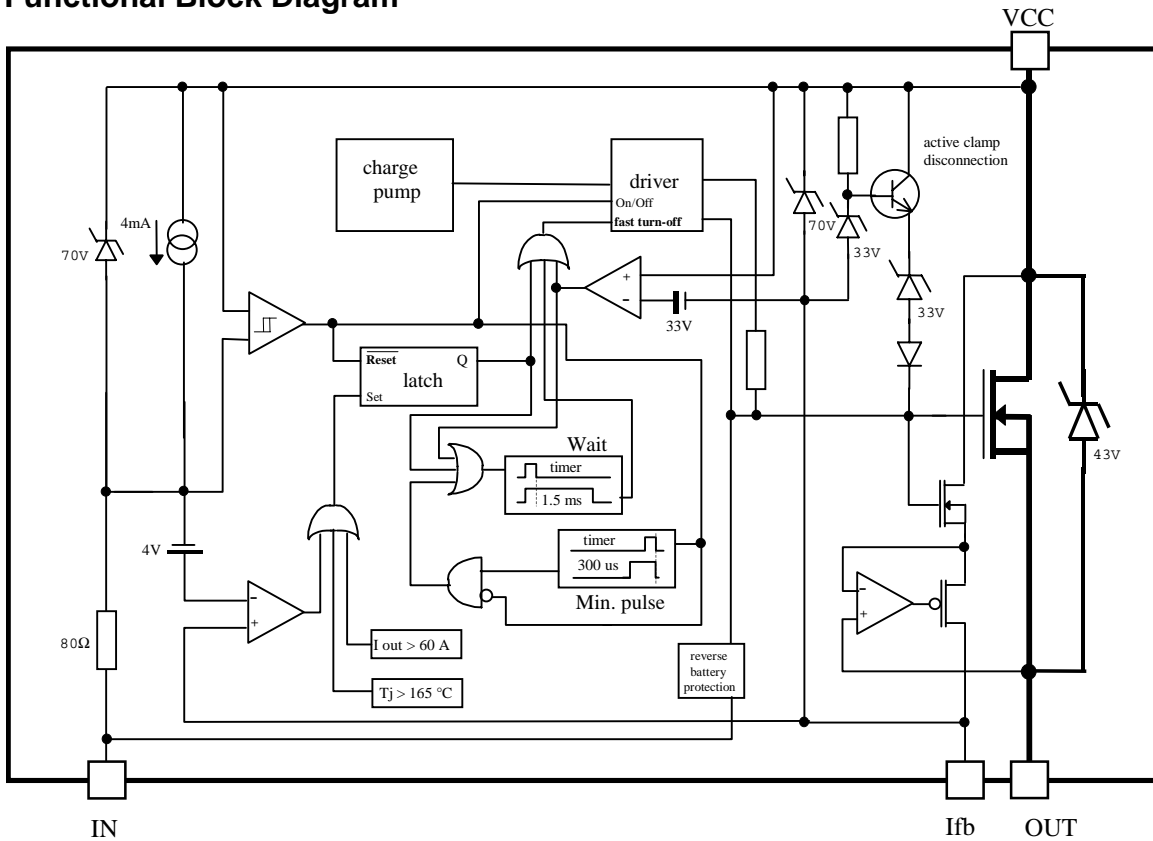 Functional Block Diagram
VCC
charge
pump
driver
On/Off
fast turn-off
active clamp
disconnection
4mA
70V
70V
33V
33V
33V
+
-
Reset
Q
latch
Set
43V
Wait
timer
1.5 ms
4V
timer
300 us
Min. pulse
-
+
-
+
80Ω
I out > 60 A
Tj > 165 °C
reverse
battery
protection
IN
Ifb
OUT